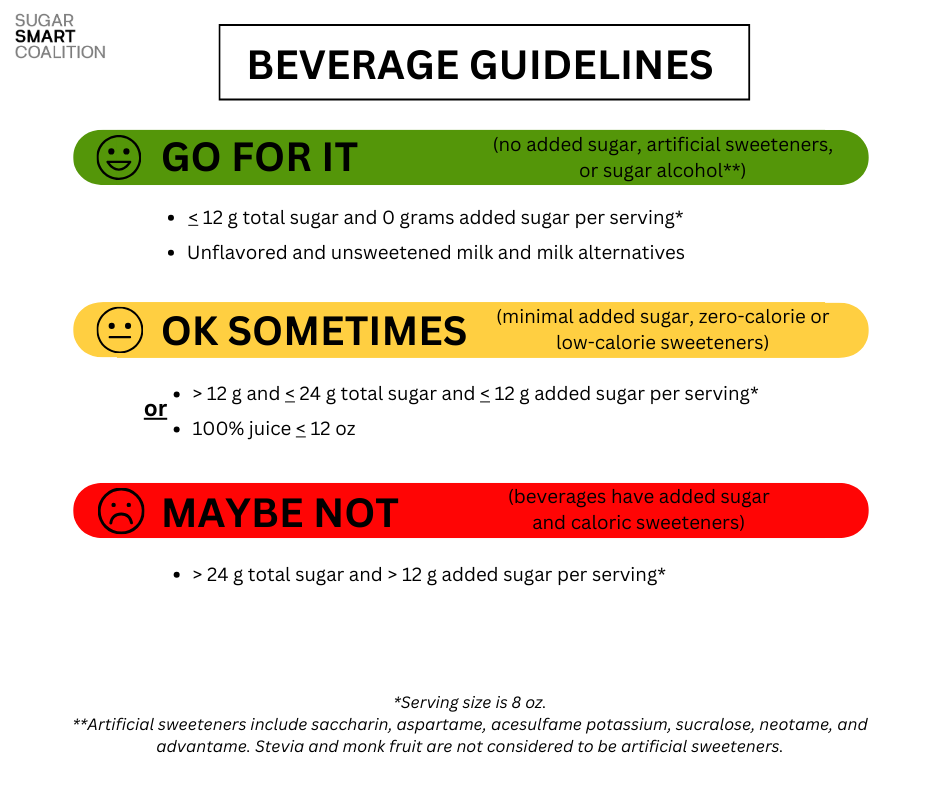 SUGAR
SMART
COALITION
BEVERAGE GUIDELINES
GO FOR IT
(no added sugar, artificial sweeteners,
or sugar alcohol**)
• ≤ 12 g total sugar and 0 grams added sugar per serving*
• Unflavored and unsweetened milk and milk alternatives
OK SOMETIMES
(minimal added sugar, zero-calorie or
low-calorie sweeteners)
• > 12 g and ≤ 24 g total sugar and ≤ 12 g added sugar per serving*
or
• 100% juice ≤ 12 oz
MAYBE NOT
(beverages have added sugar
and caloric sweeteners)
• > 24 g total sugar and > 12 g added sugar per serving*
*Serving size is 8 oz.
**Artificial sweeteners include saccharin, aspartame, acesulfame potassium, sucralose, neotame, and
advantame. Stevia and monk fruit are not considered to be artificial sweeteners.